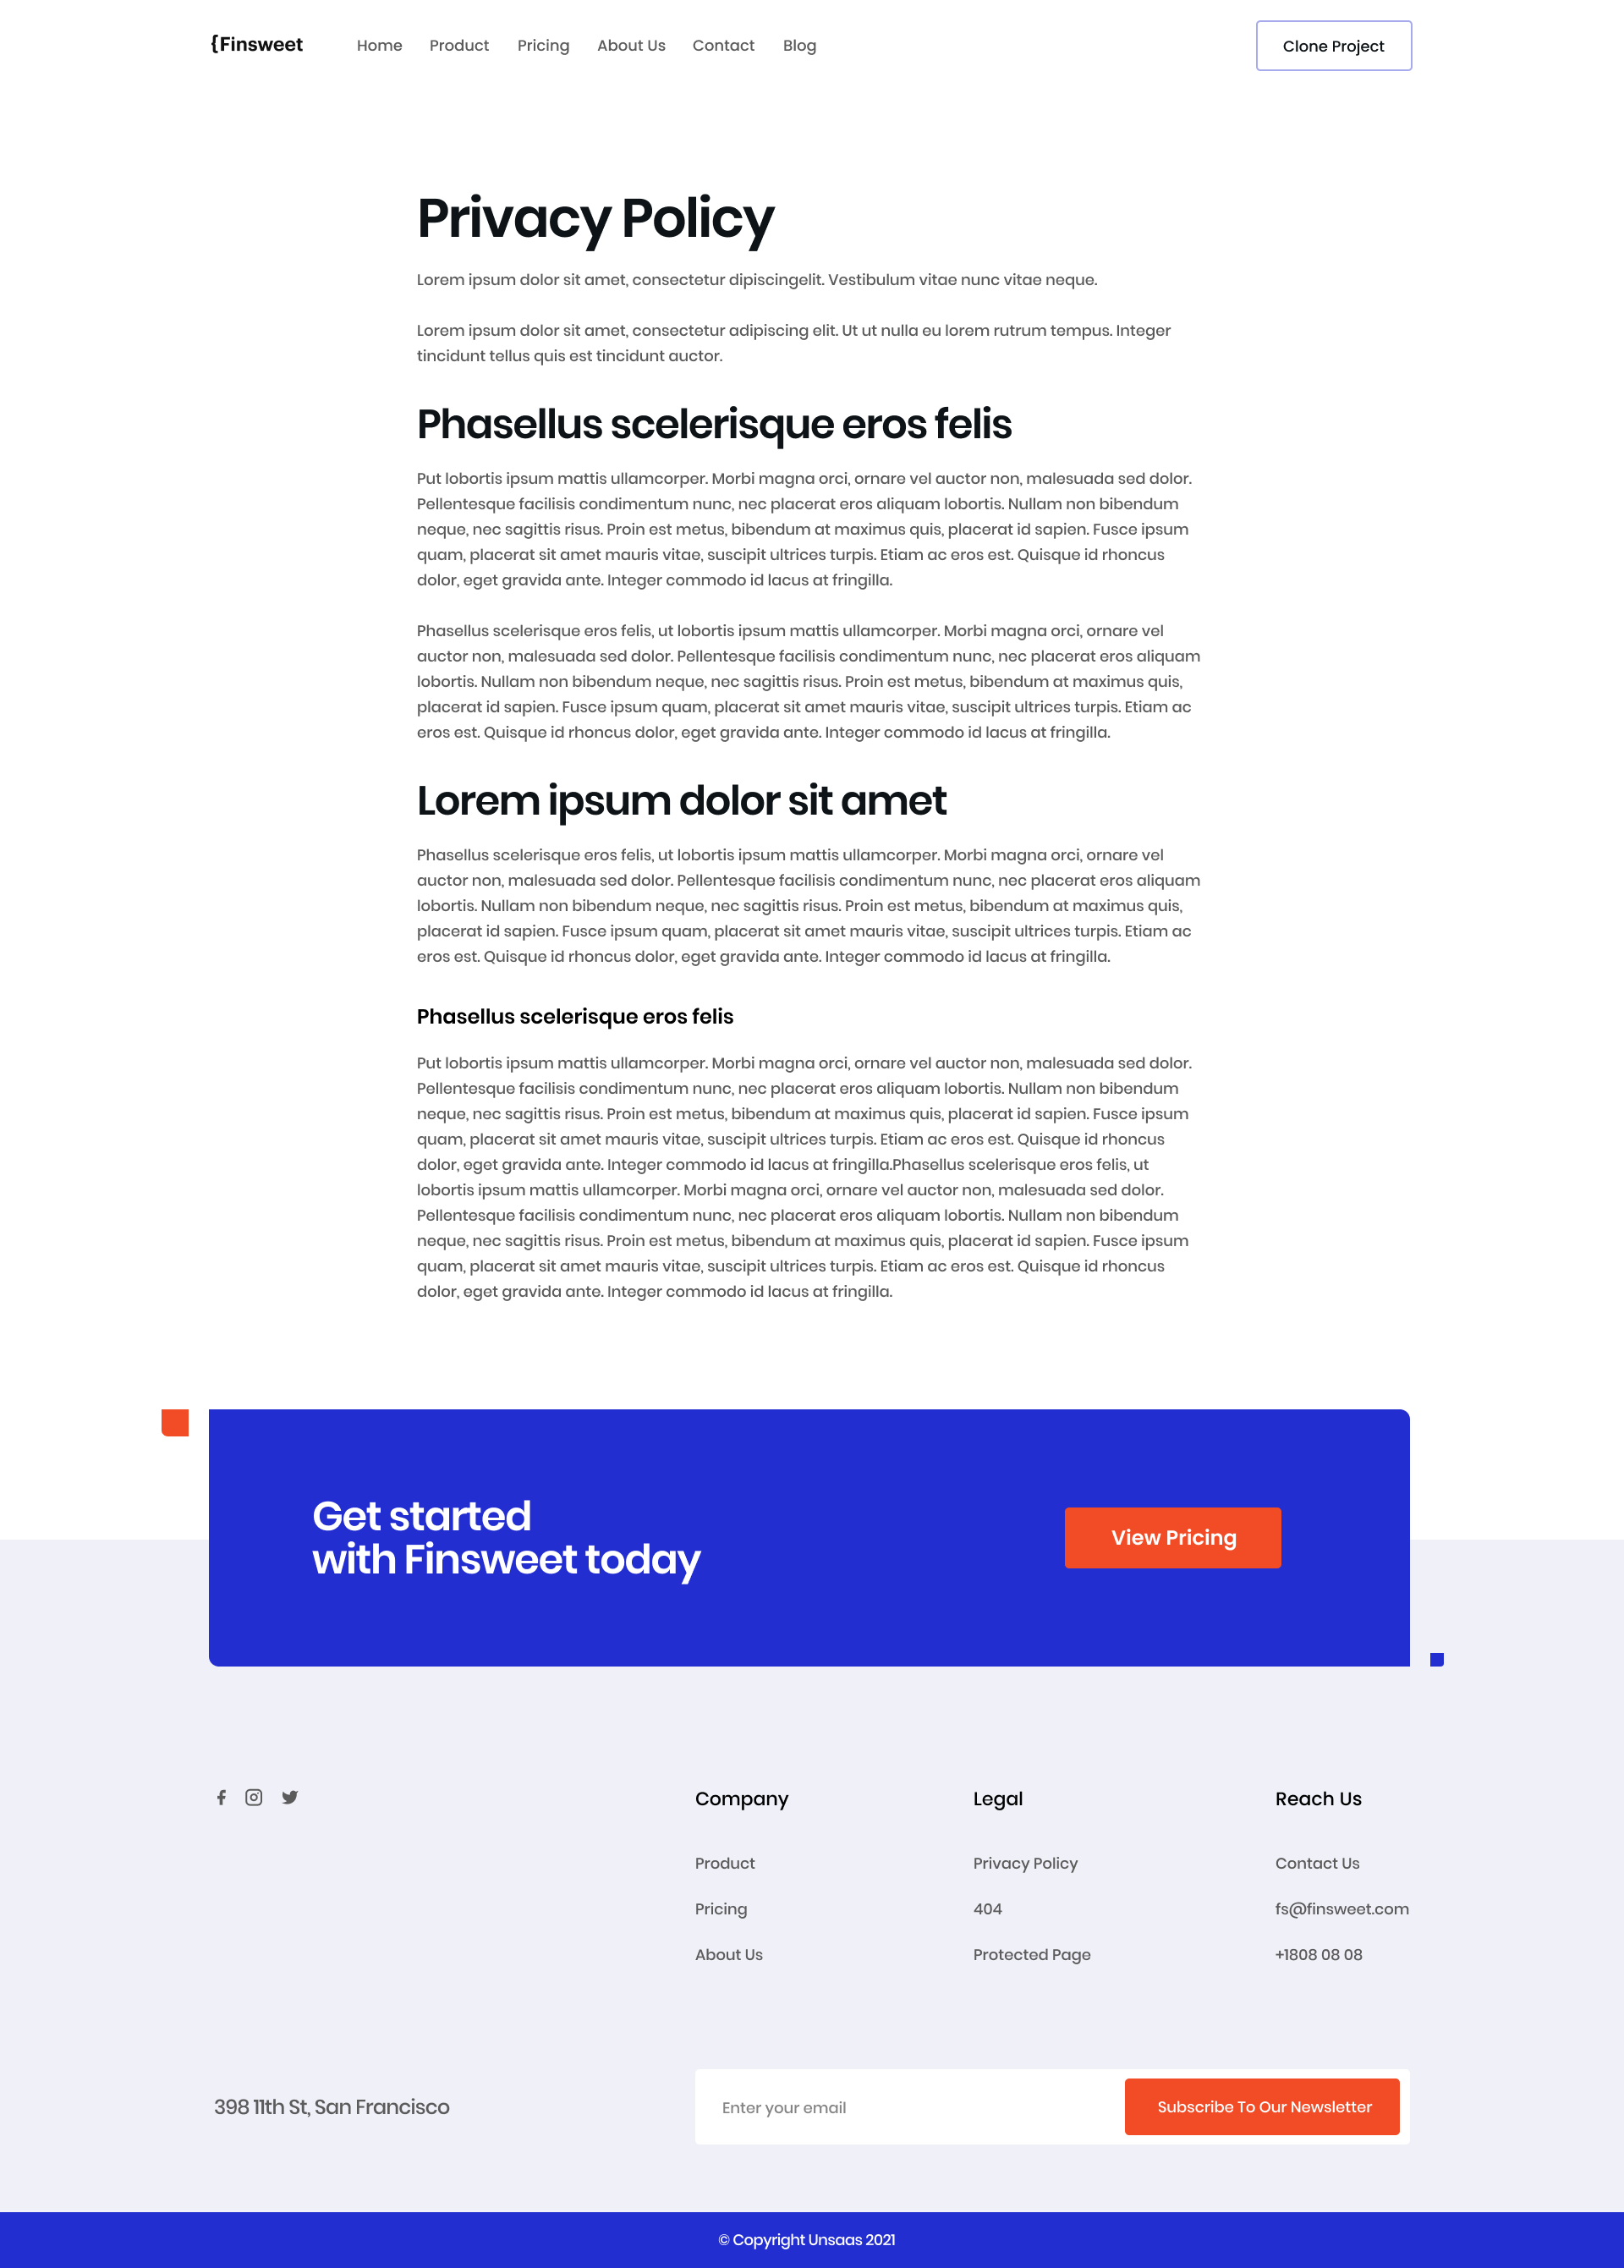 {Finsweet
Home Product Pricing About Us Contact Blog
Clone Project
Privacy Policy
Lorem ipsum dolor sit amet, consectetur dipiscingelit. Vestibulum vitae nunc vitae neque.
Lorem ipsum dolor sit amet, consectetur adipiscing elit. Ut ut nulla eu lorem rutrum tempus. Integer
tincidunt tellus quis est tincidunt auctor.
Phasellus scelerisque eros felis
Put lobortis ipsum mattis ullamcorper. Morbi magna orci, ornare vel auctor non, malesuada sed dolor.
Pellentesque facilisis condimentum nunc, nec placerat eros aliquam lobortis. Nullam non bibendum
neque, nec sagittis risus. Proin est metus, bibendum at maximus quis, placerat id sapien. Fusce ipsum
quam, placerat sit amet mauris vitae, suscipit ultrices turpis. Etiam ac eros est. Quisque id rhoncus
dolor, eget gravida ante. Integer commodo id lacus at fringilla.
Phasellus scelerisque eros felis, ut lobortis ipsum mattis ullamcorper. Morbi magna orci, ornare vel
auctor non, malesuada sed dolor. Pellentesque facilisis condimentum nunc, nec placerat eros aliquam
lobortis. Nullam non bibendum neque, nec sagittis risus. Proin est metus, bibendum at maximus quis,
placerat id sapien. Fusce ipsum quam, placerat sit amet mauris vitae, suscipit ultrices turpis. Etiam ac
eros est. Quisque id rhoncus dolor, eget gravida ante. Integer commodo id lacus at fringilla.
Lorem ipsum dolor sit amet
Phasellus scelerisque eros felis, ut lobortis ipsum mattis ullamcorper. Morbi magna orci, ornare vel
auctor non, malesuada sed dolor. Pellentesque facilisis condimentum nunc, nec placerat eros aliquam
lobortis. Nullam non bibendum neque, nec sagittis risus. Proin est metus, bibendum at maximus quis,
placerat id sapien. Fusce ipsum quam, placerat sit amet mauris vitae, suscipit ultrices turpis. Etiam ac
eros est. Quisque id rhoncus dolor, eget gravida ante. Integer commodo id lacus at fringilla.
Phasellus scelerisque eros felis
Put lobortis ipsum mattis ullamcorper. Morbi magna orci, ornare vel auctor non, malesuada sed dolor.
Pellentesque facilisis condimentum nunc, nec placerat eros aliquam lobortis. Nullam non bibendum
neque, nec sagittis risus. Proin est metus, bibendum at maximus quis, placerat id sapien. Fusce ipsum
quam, placerat sit amet mauris vitae, suscipit ultrices turpis. Etiam ac eros est. Quisque id rhoncus
dolor, eget gravida ante. Integer commodo id lacus at fringilla.Phasellus scelerisque eros felis, ut
lobortis ipsum mattis ullamcorper. Morbi magna orci, ornare vel auctor non, malesuada sed dolor.
Pellentesque facilisis condimentum nunc, nec placerat eros aliquam lobortis. Nullam non bibendum
neque, nec sagittis risus. Proin est metus, bibendum at maximus quis, placerat id sapien. Fusce ipsum
quam, placerat sit amet mauris vitae, suscipit ultrices turpis. Etiam ac eros est. Quisque id rhoncus
dolor, eget gravida ante. Integer commodo id lacus at fringilla.
Get started
with Finsweet today
View Pricing
Company
Product
Pricing
About Us
Legal
Privacy Policy
404
Protected Page
Reach Us
Contact Us
fs@finsweet.com
+1808 08 08
398 11th St, San Francisco
Enter your email
Subscribe To Our Newsletter
© Copyright Unsaas 2021